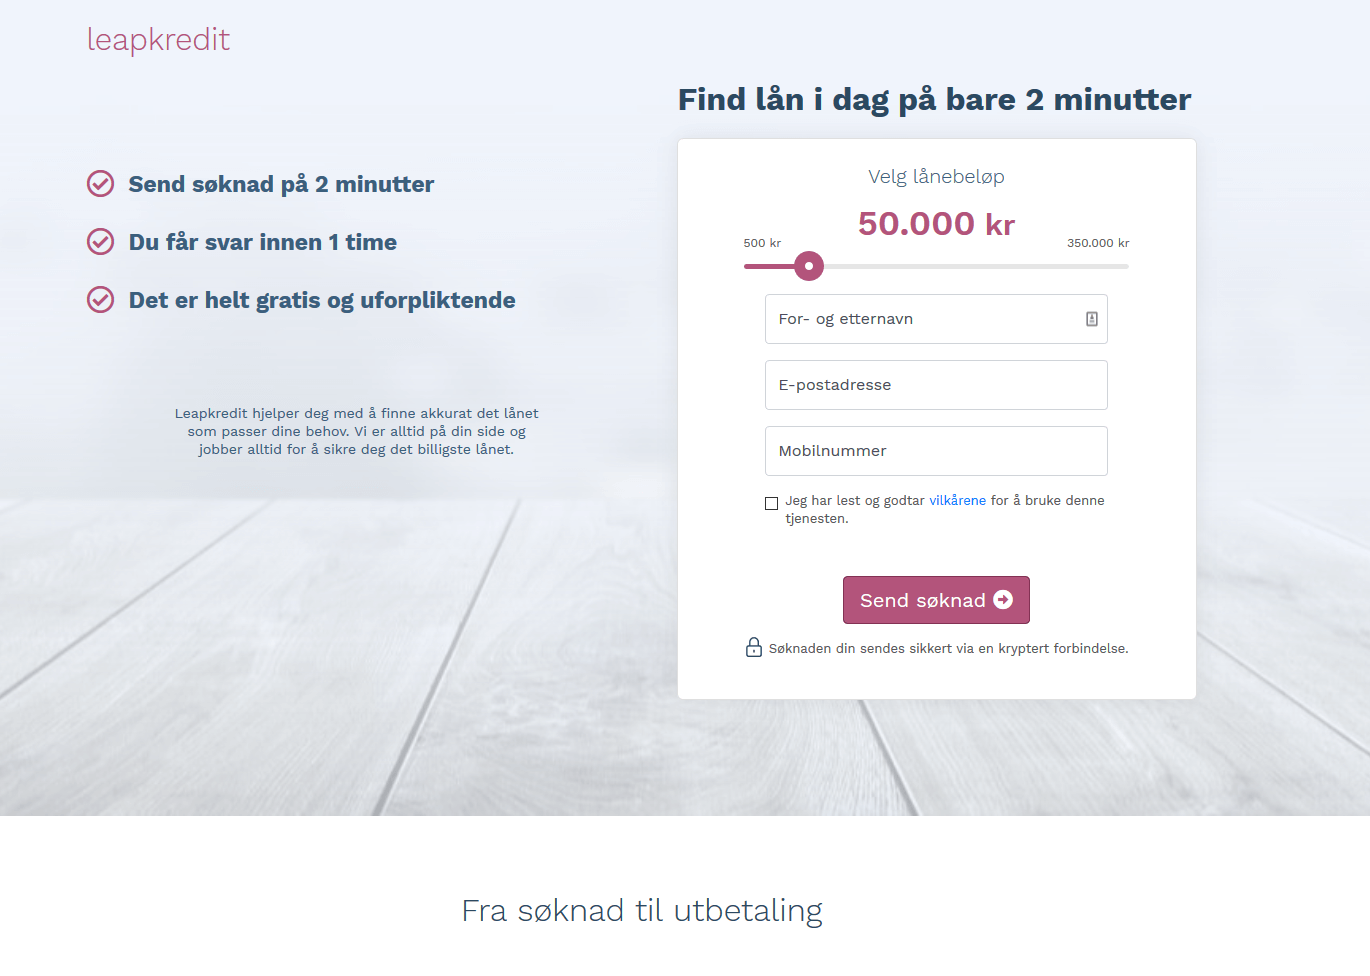 leapkredit
Find lån i dag på bare 2 minutter
Send søknad på 2 minutter
Du får svar innen 1 time
Det er helt gratis og uforpliktende
Leapkredit hjelper deg med å finne akkurat det lånet
som passer dine behov. Vi er alltid på din side og
jobber alltid for å sikre deg det billigste lånet.
Velg lånebeløp
50.000 kr
500 kr
350.000 kr
For- og etternavn
E-postadresse
Mobilnummer
Jeg har lest og godtar vilkårene for å bruke denne
tjenesten.
Send søknad
Søknaden din sendes sikkert via en kryptert forbindelse.
Fra søknad til utbetaling